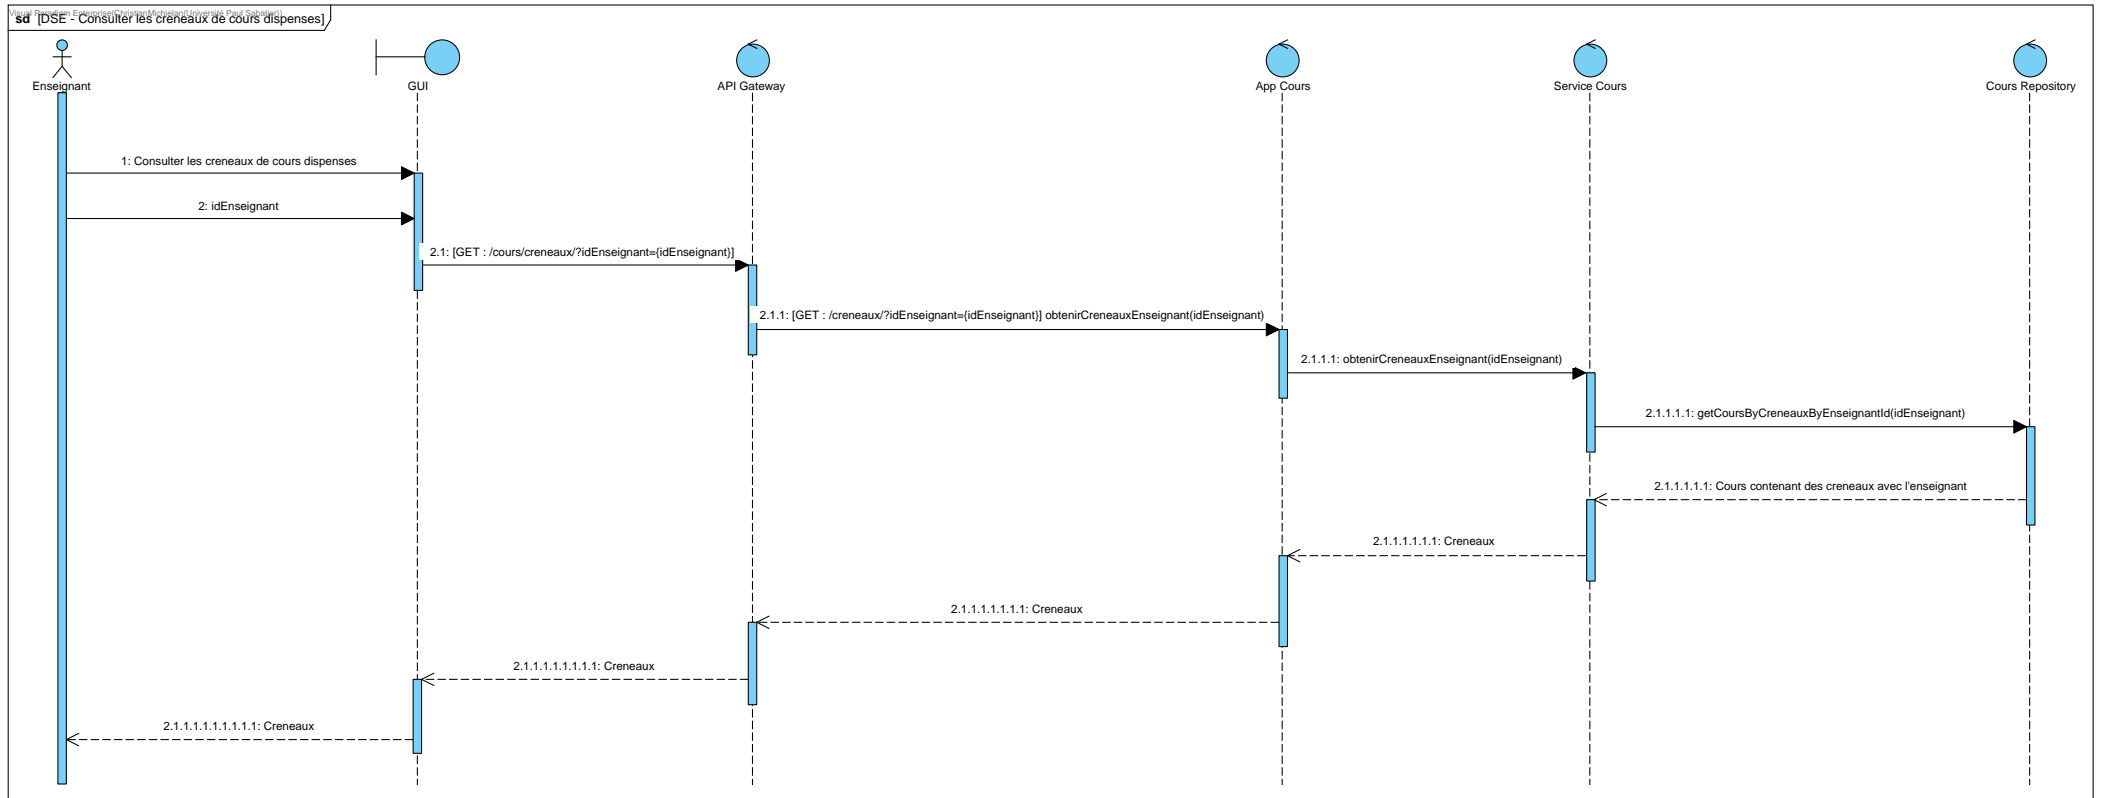 Visual Paradigm Enterprise(ChristianMichielan(Université Paul Sabatier))
sd [DSE - Consulter les creneaux de cours dispenses]
Enseignant
GUI
API Gateway
App Cours
Service Cours
Cours Repository
1: Consulter les creneaux de cours dispenses
2: idEnseignant
2.1: [GET : /cours/creneaux/?idEnseignant={idEnseignant}]
2.1.1: [GET : /creneaux/?idEnseignant={idEnseignant}] obtenirCreneauxEnseignant(idEnseignant)
2.1.1.1: obtenirCreneauxEnseignant(idEnseignant)
2.1.1.1.1: getCoursByCreneauxByEnseignantId(idEnseignant)
2.1.1.1.1.1: Cours contenant des creneaux avec l'enseignant
2.1.1.1.1.1.1: Creneaux
2.1.1.1.1.1.1.1: Creneaux
2.1.1.1.1.1.1.1.1: Creneaux
2.1.1.1.1.1.1.1.1.1: Creneaux